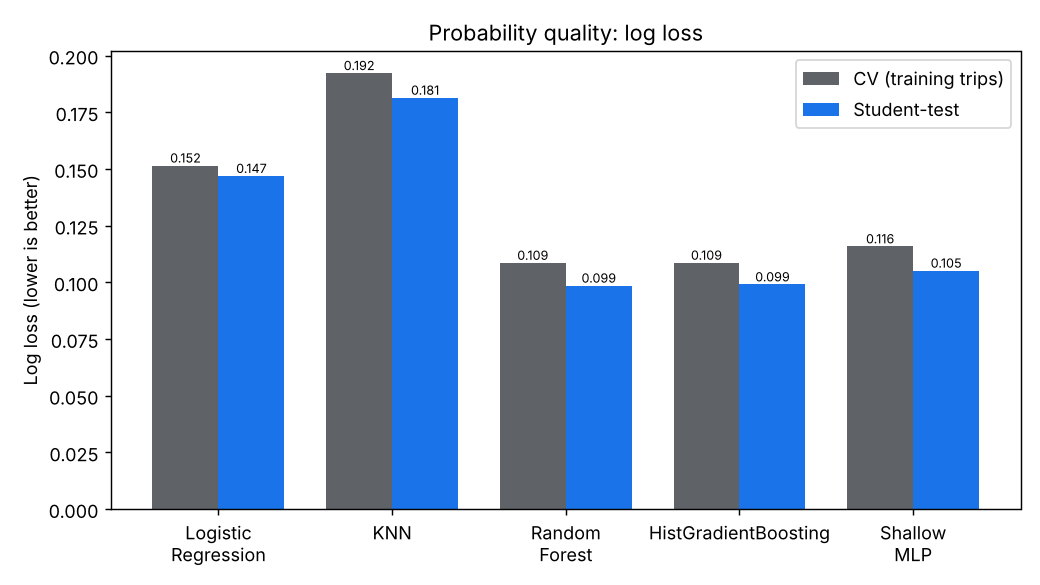 Probability quality: log loss
Log loss (lower is better)
0.200
0.175
0.150
0.125
0.100
0.075
0.050
0.025
0.000
CV (training trips)
Student-test
0.152
0.147
0.192
0.181
0.109
0.099
0.109
0.099
0.116
0.105
Logistic
Regression
KNN
Random
Forest
HistGradientBoosting
Shallow
MLP